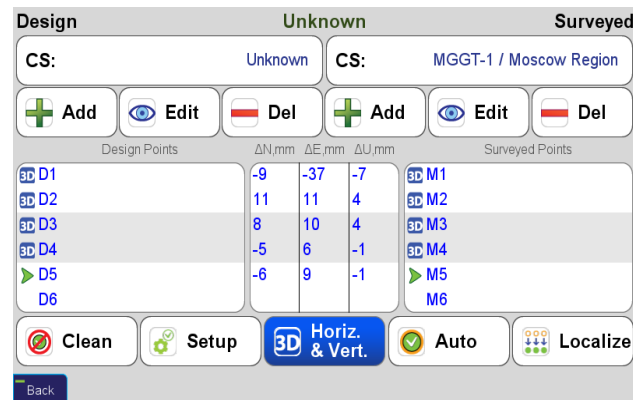 Design Unknown Surveyed
CS: Unknown CS: MGGT-1 / Moscow Region
Add Edit Del Add Edit Del
Design Points ΔN,mm ΔE,mm ΔU,mm Surveyed Points
3D D1 -9 -37 -7 3D M1
3D D2 11 11 4 3D M2
3D D3 8 10 4 3D M3
3D D4 -5 6 -1 3D M4
D5 -6 9 -1 M5
D6 M6
Clean Setup 3D Horiz. & Vert. Auto Localize
Back